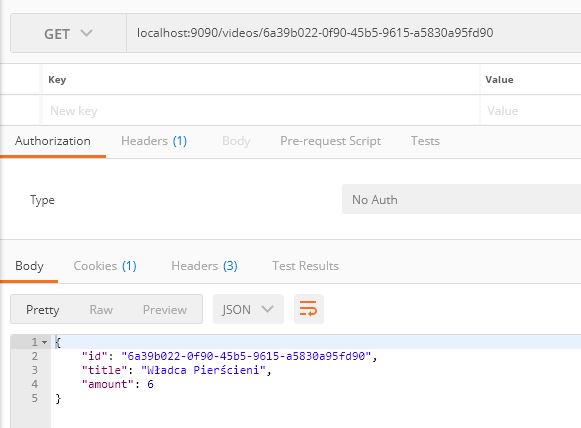 GET localhost:9090/videos/6a39b022-0f90-45b5-9615-a5830a95fd90
Key Value
New key Value
Authorization Headers (1) Body Pre-request Script Tests
Type No Auth
Body Cookies (1) Headers (3) Test Results
Pretty Raw Preview JSON
1 {
2 "id": "6a39b022-0f90-45b5-9615-a5830a95fd90",
3 "title": "Władca Pierścieni",
4 "amount": 6
5 }